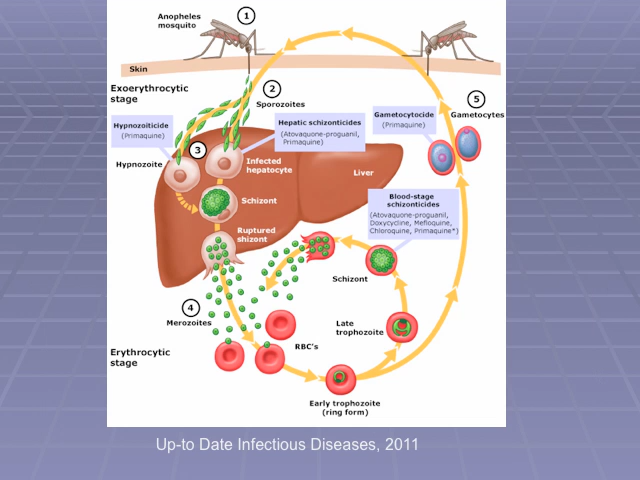 Anopheles
mosquito
1
Skin
Exoerythrocytic
stage
2
Sporozoites
5
Gametocytes
Hypnozoiticide
(Primaquine)
Hepatic schizonticides
(Atovaquone-proguanil,
Primaquine)
Gametocytocide
(Primaquine)
3
Hypnozoite
Infected
hepatocyte
Liver
Schizont
Blood-stage
schizonticides
(Atovaquone-proguanil,
Doxycycline, Mefloquine,
Chloroquine, Primaquine*)
Ruptured
shizont
Schizont
4
Merozoites
Late
trophozoite
RBC's
Erythrocytic
stage
Early trophozoite
(ring form)
Up-to Date Infectious Diseases, 2011